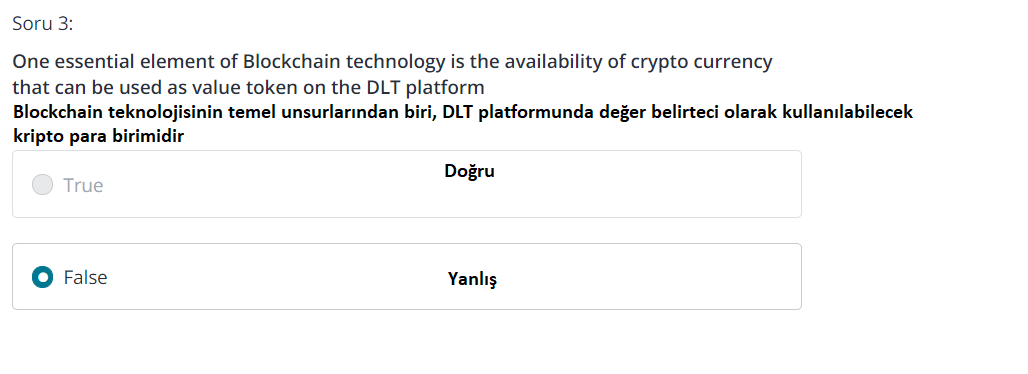 Soru 3:
One essential element of Blockchain technology is the availability of crypto currency
that can be used as value token on the DLT platform
Blockchain teknolojisinin temel unsurlarından biri, DLT platformunda değer belirteci olarak kullanılabilecek
kripto para birimidir
True Doğru
False Yanlış